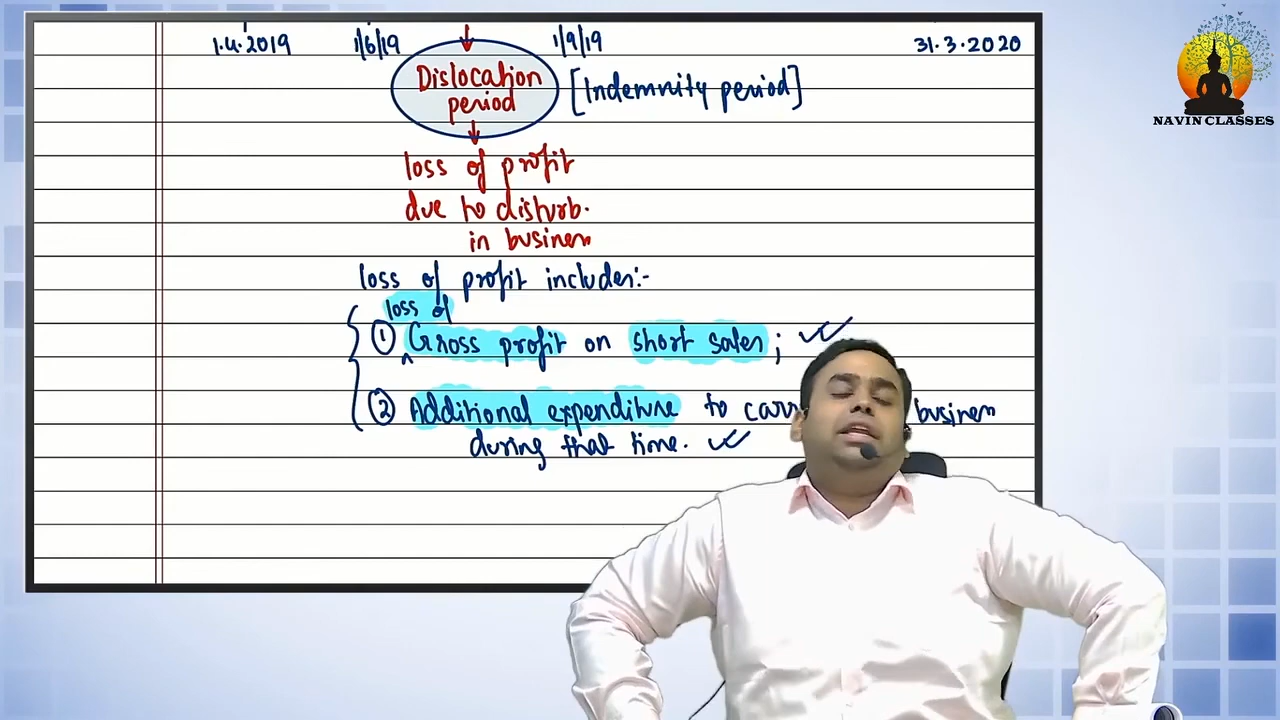 1.4.2019 1/6/19 1/9/19 31.3.2020
Dislocation
period
[Indemnity period]
loss of profit
due to disturb.
in business
loss of profit includes:-
loss of
① Gross profit on short sales;
② Additional expenditure to business
during that time.
NAVIN CLASSES